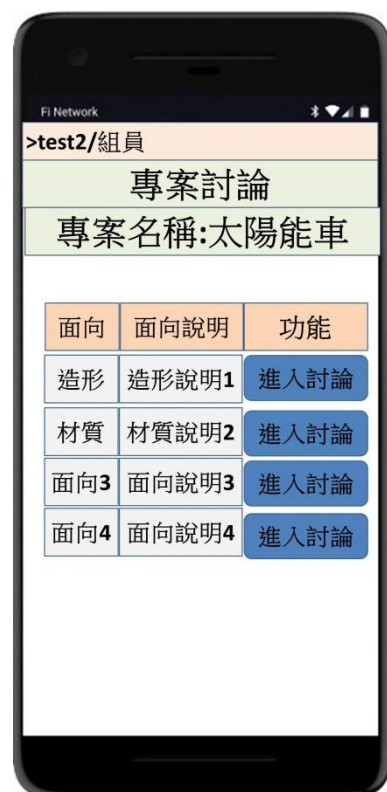 Fi Network
>test2/組員
專案討論
專案名稱:太陽能車
面向 面向說明 功能
造形 造形說明1 進入討論
材質 材質說明2 進入討論
面向3 面向說明3 進入討論
面向4 面向說明4 進入討論